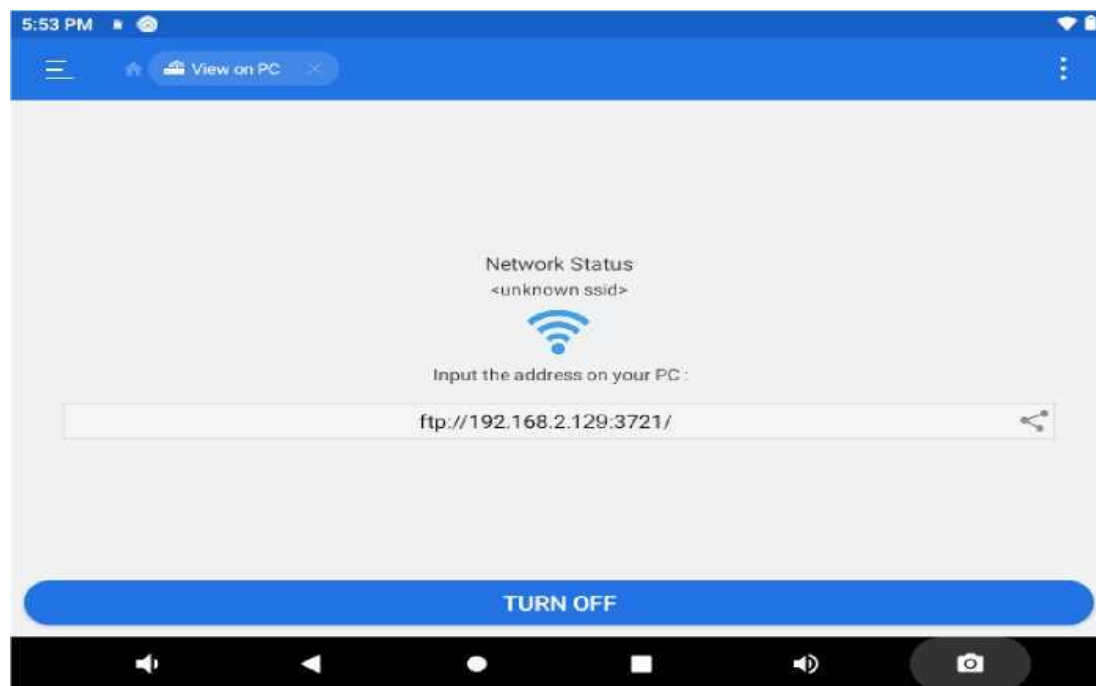 5:53 PM
View on PC
Network Status
<unknown ssid>
Input the address on your PC :
ftp://192.168.2.129:3721/
TURN OFF